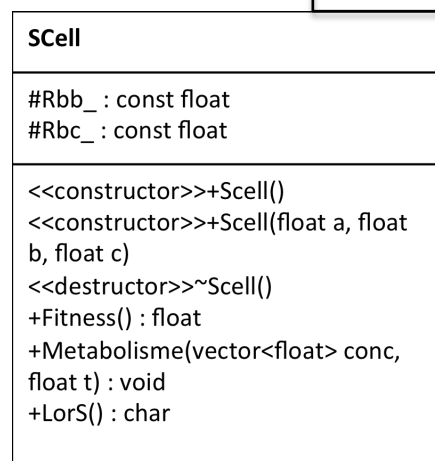 SCell
#Rbb_ : const float
#Rbc_ : const float
<<constructor>>+Scell()
<<constructor>>+Scell(float a, float
b, float c)
<<destructor>>~Scell()
+Fitness() : float
+Metabolisme(vector<float> conc,
float t) : void
+LorS() : char